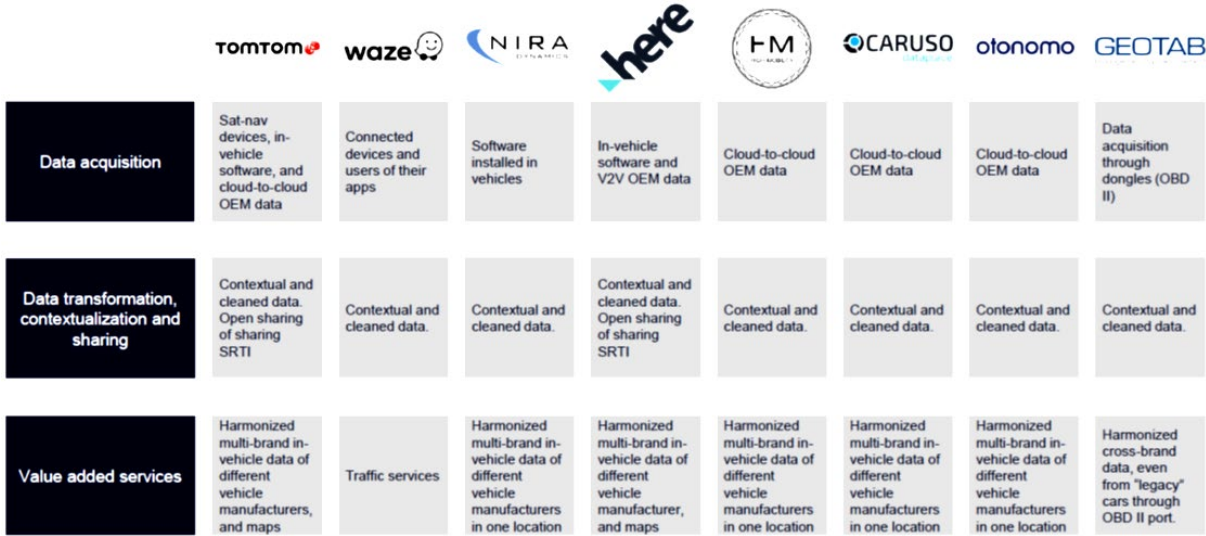 TOMTOM
waze
NIRA
DYNAMICS
here
HM
CARUSO
dataplace
otonomo
GEOTAB
Data acquisition
Sat-nav
devices, in-
vehicle
software, and
cloud-to-cloud
OEM data
Connected
devices and
users of their
apps
Software
installed in
vehicles
In-vehicle
software and
V2V OEM data
Cloud-to-cloud
OEM data
Cloud-to-cloud
OEM data
Cloud-to-cloud
OEM data
Data
acquisition
through
dongles (OBD
II)
Data transformation,
contextualization and
sharing
Contextual and
cleaned data.
Open sharing
of sharing
SRTI
Contextual and
cleaned data.
Contextual and
cleaned data.
Contextual and
cleaned data.
Open sharing
of sharing
SRTI
Contextual and
cleaned data.
Contextual and
cleaned data.
Contextual and
cleaned data.
Contextual and
cleaned data.
Value added services
Harmonized
multi-brand in-
vehicle data of
different
vehicle
manufacturers,
and maps
Traffic services
Harmonized
multi-brand in-
vehicle data of
different
vehicle
manufacturers
in one location
Harmonized
multi-brand in-
vehicle data of
different
vehicle
manufacturer,
and maps
Harmonized
multi-brand in-
vehicle data of
different
vehicle
manufacturers
in one location
Harmonized
multi-brand in-
vehicle data of
different
vehicle
manufacturers
in one location
Harmonized
multi-brand in-
vehicle data of
different
vehicle
manufacturers
in one location
Harmonized
cross-brand
data, even
from "legacy"
cars through
OBD II port.